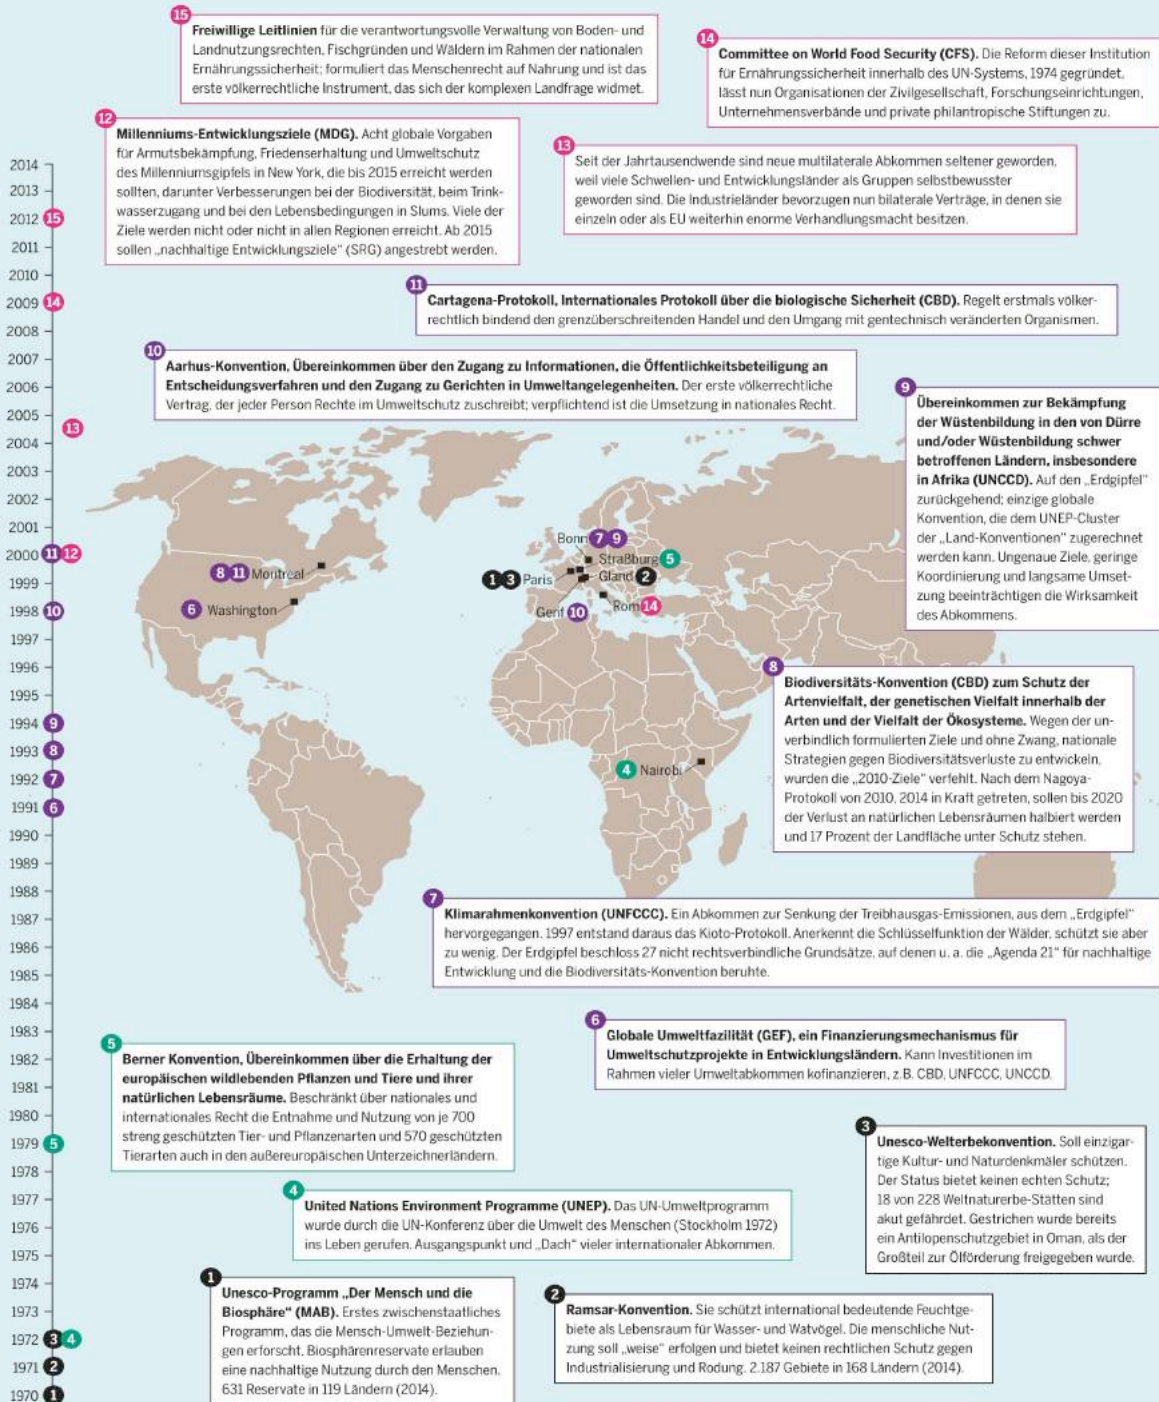 15
Freiwillige Leitlinien für die verantwortungsvolle Verwaltung von Boden- und
Landnutzungsrechten, Fischgründen und Wäldern im Rahmen der nationalen
Ernährungssicherheit; formuliert das Menschenrecht auf Nahrung und ist das
erste völkerrechtliche Instrument, das sich der komplexen Landfrage widmet.
14
Committee on World Food Security (CFS). Die Reform dieser Institution
für Ernährungssicherheit innerhalb des UN-Systems, 1974 gegründet,
lässt nun Organisationen der Zivilgesellschaft, Forschungseinrichtungen,
Unternehmensverbände und private philantropische Stiftungen zu.
12
Millenniums-Entwicklungsziele (MDG). Acht globale Vorgaben
für Armutsbekämpfung, Friedenserhaltung und Umweltschutz
des Millenniumsgipfels in New York, die bis 2015 erreicht werden
sollten, darunter Verbesserungen bei der Biodiversität, beim Trink-
wasserzugang und bei den Lebensbedingungen in Slums. Viele der
Ziele werden nicht oder nicht in allen Regionen erreicht. Ab 2015
sollen „nachhaltige Entwicklungsziele“ (SRG) angestrebt werden.
13
Seit der Jahrtausendwende sind neue multilaterale Abkommen seltener geworden,
weil viele Schwellen- und Entwicklungsländer als Gruppen selbstbewusster
geworden sind. Die Industrieländer bevorzugen nun bilaterale Verträge, in denen sie
einzeln oder als EU weiterhin enorme Verhandlungsmacht besitzen.
11
Cartagena-Protokoll, Internationales Protokoll über die biologische Sicherheit (CBD). Regelt erstmals völker-
rechtlich bindend den grenzüberschreitenden Handel und den Umgang mit gentechnisch veränderten Organismen.
10
Aarhus-Konvention, Übereinkommen über den Zugang zu Informationen, die Öffentlichkeitsbeteiligung an
Entscheidungsverfahren und den Zugang zu Gerichten in Umweltangelegenheiten. Der erste völkerrechtliche
Vertrag, der jeder Person Rechte im Umweltschutz zuschreibt; verpflichtend ist die Umsetzung in nationales Recht.
9
Übereinkommen zur Bekämpfung
der Wüstenbildung in den von Dürre
und/oder Wüstenbildung schwer
betroffenen Ländern, insbesondere
in Afrika (UNCCD). Auf den „Erdgipfel“
zurückgehend; einzige globale
Konvention, die dem UNEP-Cluster
der „Land-Konventionen“ zugerechnet
werden kann. Ungenaue Ziele, geringe
Koordinierung und langsame Umset-
zung beeinträchtigen die Wirksamkeit
des Abkommens.
Bonn 7 9
Straßburg 5
8 11 Montreal
1 3 Paris
Gland 2
6 Washington
Genf 10
Rom 14
4 Nairobi
8
Biodiversitäts-Konvention (CBD) zum Schutz der
Artenvielfalt, der genetischen Vielfalt innerhalb der
Arten und der Vielfalt der Ökosysteme. Wegen der un-
verbindlich formulierten Ziele und ohne Zwang, nationale
Strategien gegen Biodiversitätsverluste zu entwickeln,
wurden die „2010-Ziele“ verfehlt. Nach dem Nagoya-
Protokoll von 2010, 2014 in Kraft getreten, sollen bis 2020
der Verlust an natürlichen Lebensräumen halbiert werden
und 17 Prozent der Landfläche unter Schutz stehen.
7
Klimarahmenkonvention (UNFCCC). Ein Abkommen zur Senkung der Treibhausgas-Emissionen, aus dem „Erdgipfel“
hervorgegangen. 1997 entstand daraus das Kioto-Protokoll. Anerkennt die Schlüsselfunktion der Wälder, schützt sie aber
zu wenig. Der Erdgipfel beschloss 27 nicht rechtsverbindliche Grundsätze, auf denen u. a. die „Agenda 21“ für nachhaltige
Entwicklung und die Biodiversitäts-Konvention beruhte.
6
Globale Umweltfazilität (GEF), ein Finanzierungsmechanismus für
Umweltschutzprojekte in Entwicklungsländern. Kann Investitionen im
Rahmen vieler Umweltabkommen kofinanzieren, z.B. CBD, UNFCCC, UNCCD.
5
Berner Konvention, Übereinkommen über die Erhaltung der
europäischen wildlebenden Pflanzen und Tiere und ihrer
natürlichen Lebensräume. Beschränkt über nationales und
internationales Recht die Entnahme und Nutzung von je 700
streng geschützten Tier- und Pflanzenarten und 570 geschützten
Tierarten auch in den außereuropäischen Unterzeichnerländern.
3
Unesco-Welterbekonvention. Soll einzigar-
tige Kultur- und Naturdenkmäler schützen.
Der Status bietet keinen echten Schutz;
18 von 228 Weltnaturerbe-Stätten sind
akut gefährdet. Gestrichen wurde bereits
ein Antilopenschutzgebiet in Oman, als der
Großteil zur Ölförderung freigegeben wurde.
4
United Nations Environment Programme (UNEP). Das UN-Umweltprogramm
wurde durch die UN-Konferenz über die Umwelt des Menschen (Stockholm 1972)
ins Leben gerufen. Ausgangspunkt und „Dach“ vieler internationaler Abkommen.
1
Unesco-Programm „Der Mensch und die
Biosphäre“ (MAB). Erstes zwischenstaatliches
Programm, das die Mensch-Umwelt-Beziehun-
gen erforscht. Biosphärenreservate erlauben
eine nachhaltige Nutzung durch den Menschen.
631 Reservate in 119 Ländern (2014).
2
Ramsar-Konvention. Sie schützt international bedeutende Feuchtge-
biete als Lebensraum für Wasser- und Watvögel. Die menschliche Nut-
zung soll „weise“ erfolgen und bietet keinen rechtlichen Schutz gegen
Industrialisierung und Rodung. 2.187 Gebiete in 168 Ländern (2014).
2014
2013
2012 15
2011
2010
2009 14
2008
2007
2006
2005
13
2004
2003
2002
2001
2000 11 12
1999
1998 10
1997
1996
1995
1994 9
1993 8
1992 7
1991 6
1990
1989
1988
1987
1986
1985
1984
1983
1982
1981
1980
1979 5
1978
1977
1976
1975
1974
1973
1972 3 4
1971 2
1970 1